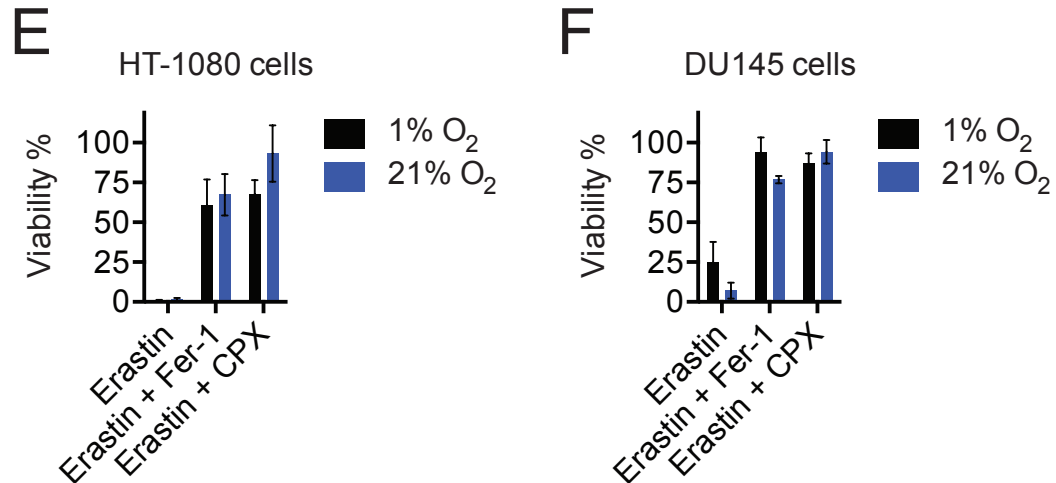 E
HT-1080 cells
Viability %
100
75
50
25
0
1% O2
21% O2
Erastin
Erastin + Fer-1
Erastin + CPX
F
DU145 cells
Viability %
100
75
50
25
0
1% O2
21% O2
Erastin
Erastin + Fer-1
Erastin + CPX